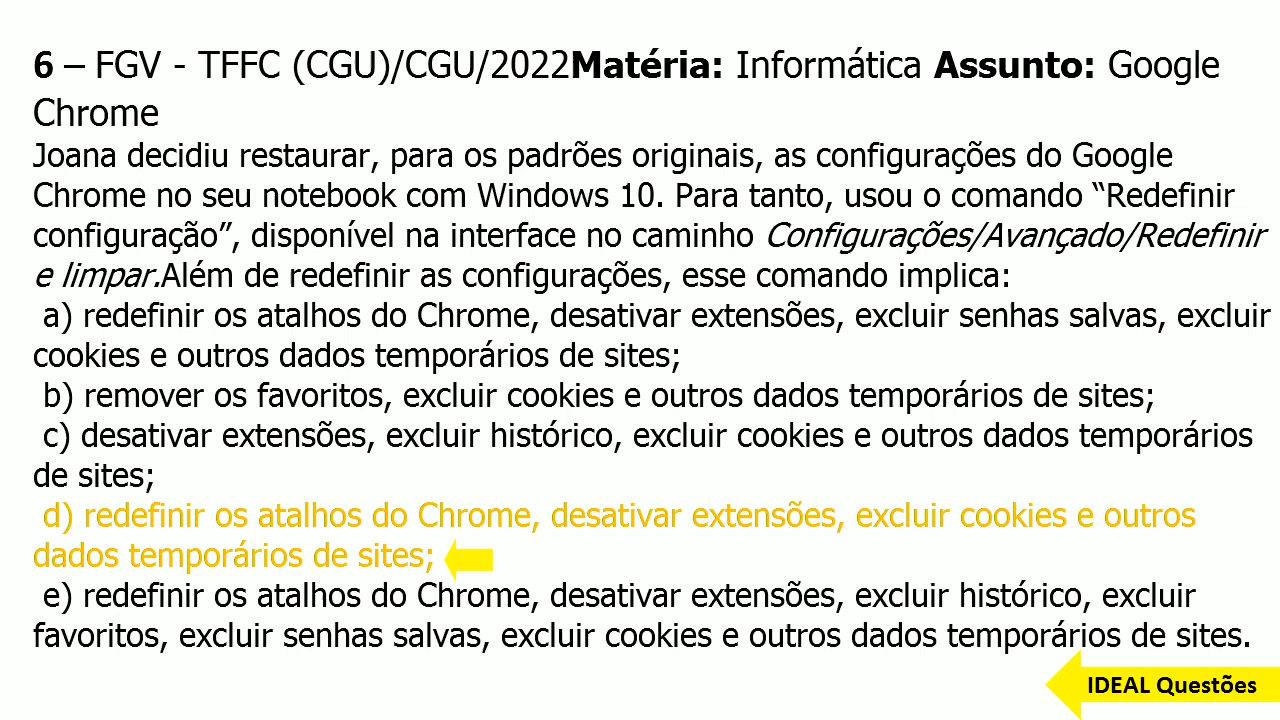 6 – FGV - TFFC (CGU)/CGU/2022Matéria: Informática Assunto: Google
Chrome
Joana decidiu restaurar, para os padrões originais, as configurações do Google
Chrome no seu notebook com Windows 10. Para tanto, usou o comando “Redefinir
configuração”, disponível na interface no caminho Configurações/Avançado/Redefinir
e limpar.Além de redefinir as configurações, esse comando implica:
a) redefinir os atalhos do Chrome, desativar extensões, excluir senhas salvas, excluir
cookies e outros dados temporários de sites;
b) remover os favoritos, excluir cookies e outros dados temporários de sites;
c) desativar extensões, excluir histórico, excluir cookies e outros dados temporários
de sites;
d) redefinir os atalhos do Chrome, desativar extensões, excluir cookies e outros
dados temporários de sites;
e) redefinir os atalhos do Chrome, desativar extensões, excluir histórico, excluir
favoritos, excluir senhas salvas, excluir cookies e outros dados temporários de sites.
IDEAL Questões